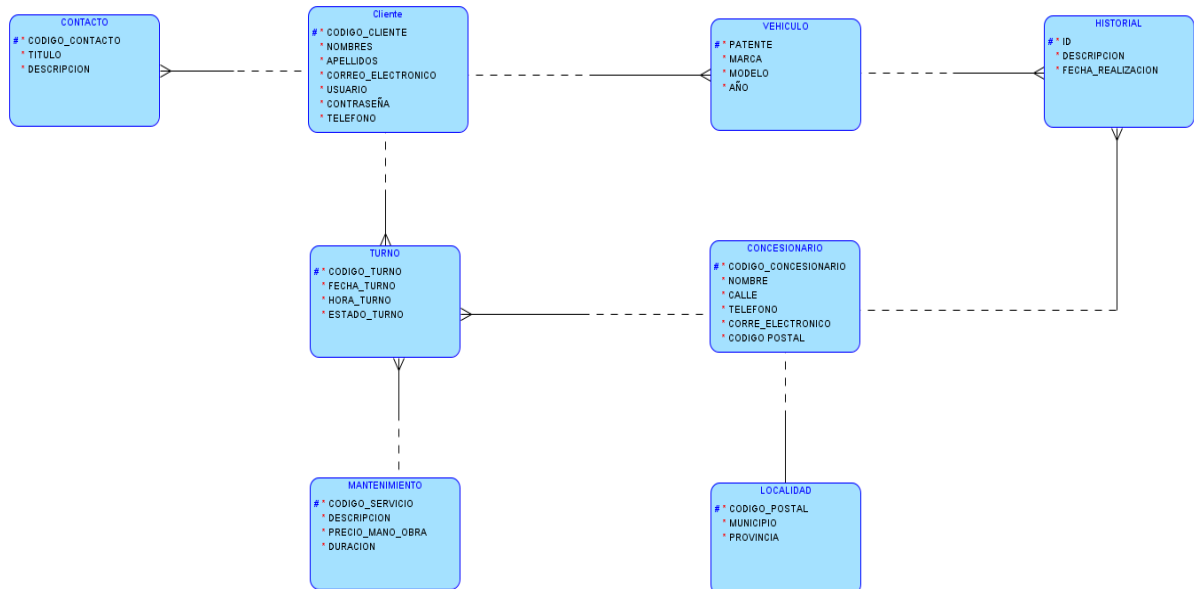 CONTACTO
# * CODIGO_CONTACTO
* TITULO
* DESCRIPCION
Cliente
# * CODIGO_CLIENTE
* NOMBRES
* APELLIDOS
* CORREO_ELECTRONICO
* USUARIO
* CONTRASEÑA
* TELEFONO
VEHICULO
# * PATENTE
* MARCA
* MODELO
* AÑO
HISTORIAL
# * ID
* DESCRIPCION
* FECHA_REALIZACION
TURNO
# * CODIGO_TURNO
* FECHA_TURNO
* HORA_TURNO
* ESTADO_TURNO
CONCESIONARIO
# * CODIGO_CONCESIONARIO
* NOMBRE
* CALLE
* TELEFONO
* CORRE_ELECTRONICO
* CODIGO POSTAL
MANTENIMIENTO
# * CODIGO_SERVICIO
* DESCRIPCION
* PRECIO_MANO_OBRA
* DURACION
LOCALIDAD
# * CODIGO_POSTAL
* MUNICIPIO
* PROVINCIA